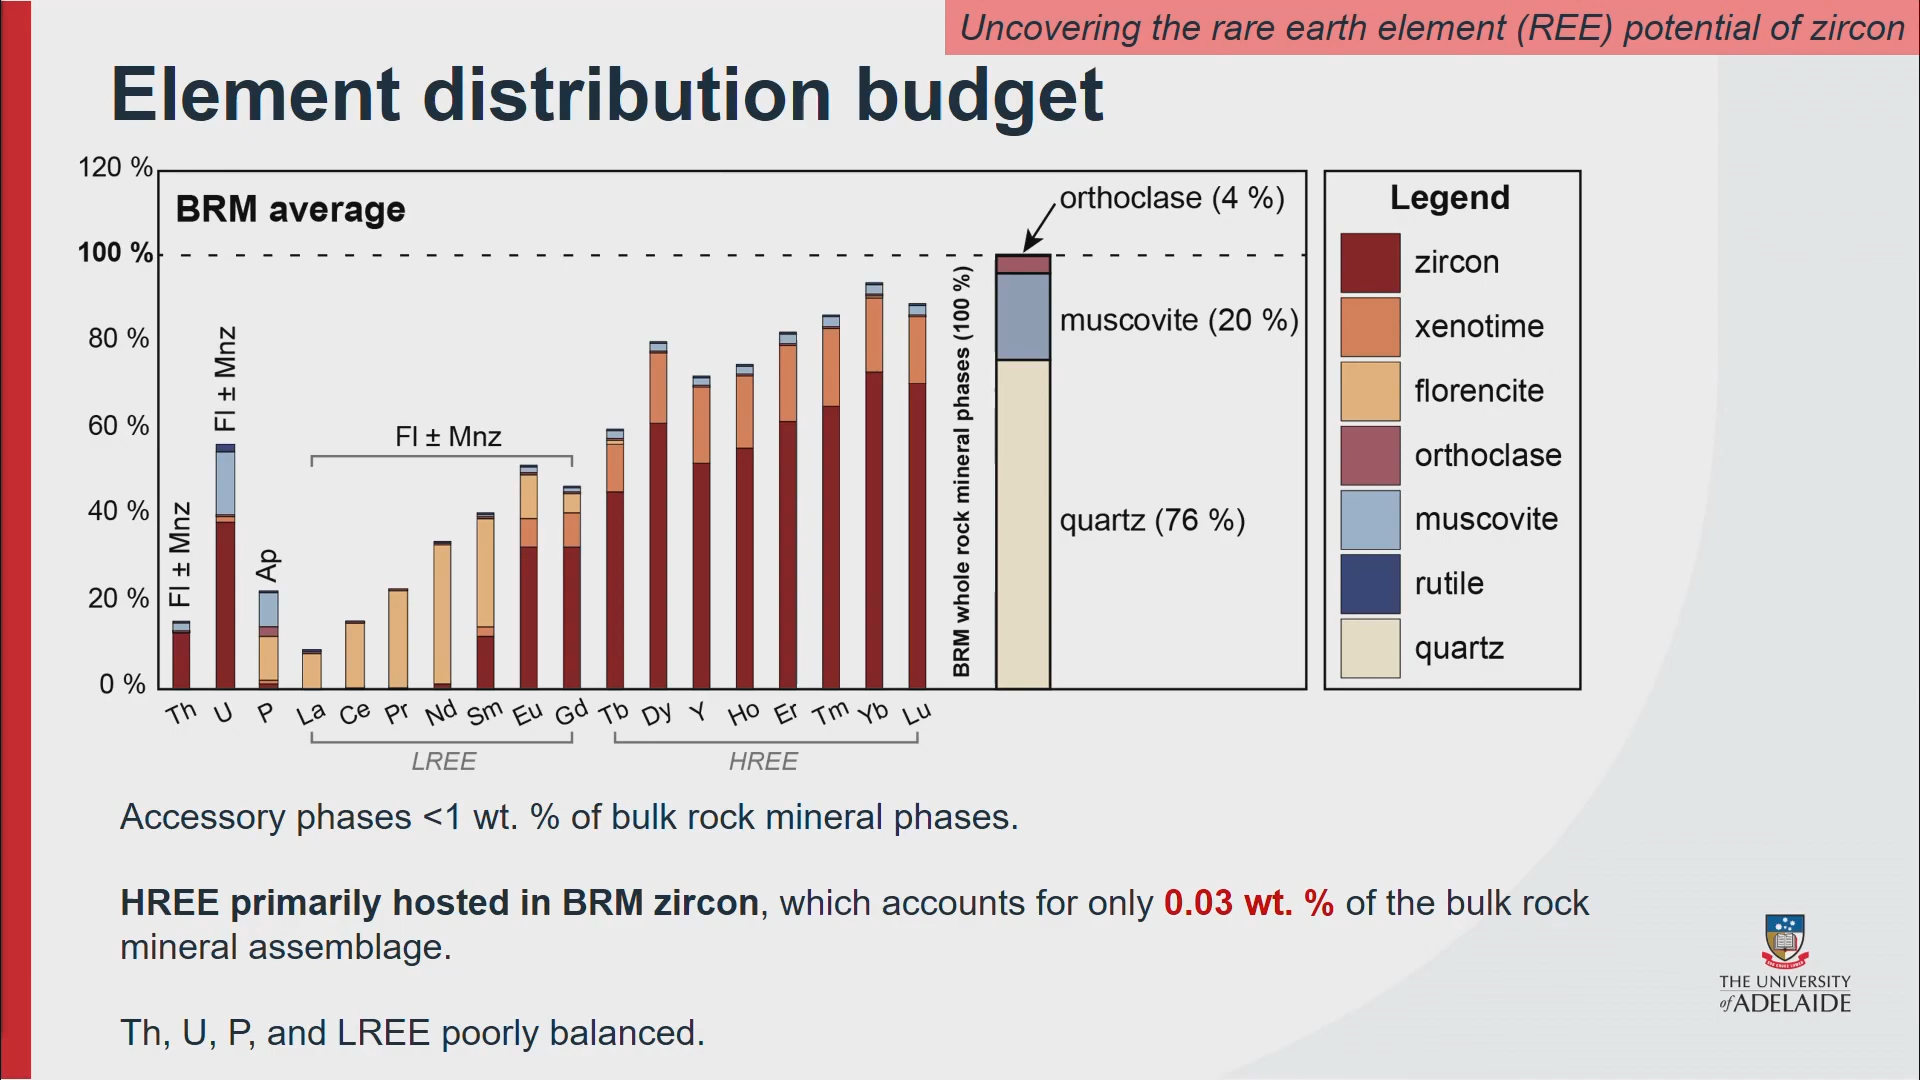 Uncovering the rare earth element (REE) potential of zircon
Element distribution budget
120 %
100 %
80 %
60 %
40 %
20 %
0 %
BRM average
Fl ± Mnz
Fl ± Mnz
Ap
Fl ± Mnz
Th U P La Ce Pr Nd Sm Eu Gd Tb Dy Y Ho Er Tm Yb Lu
LREE
HREE
BRM whole rock mineral phases (100 %)
orthoclase (4 %)
muscovite (20 %)
quartz (76 %)
Legend
zircon
xenotime
florencite
orthoclase
muscovite
rutile
quartz
Accessory phases <1 wt. % of bulk rock mineral phases.
HREE primarily hosted in BRM zircon, which accounts for only 0.03 wt. % of the bulk rock
mineral assemblage.
Th, U, P, and LREE poorly balanced.
THE UNIVERSITY
of ADELAIDE